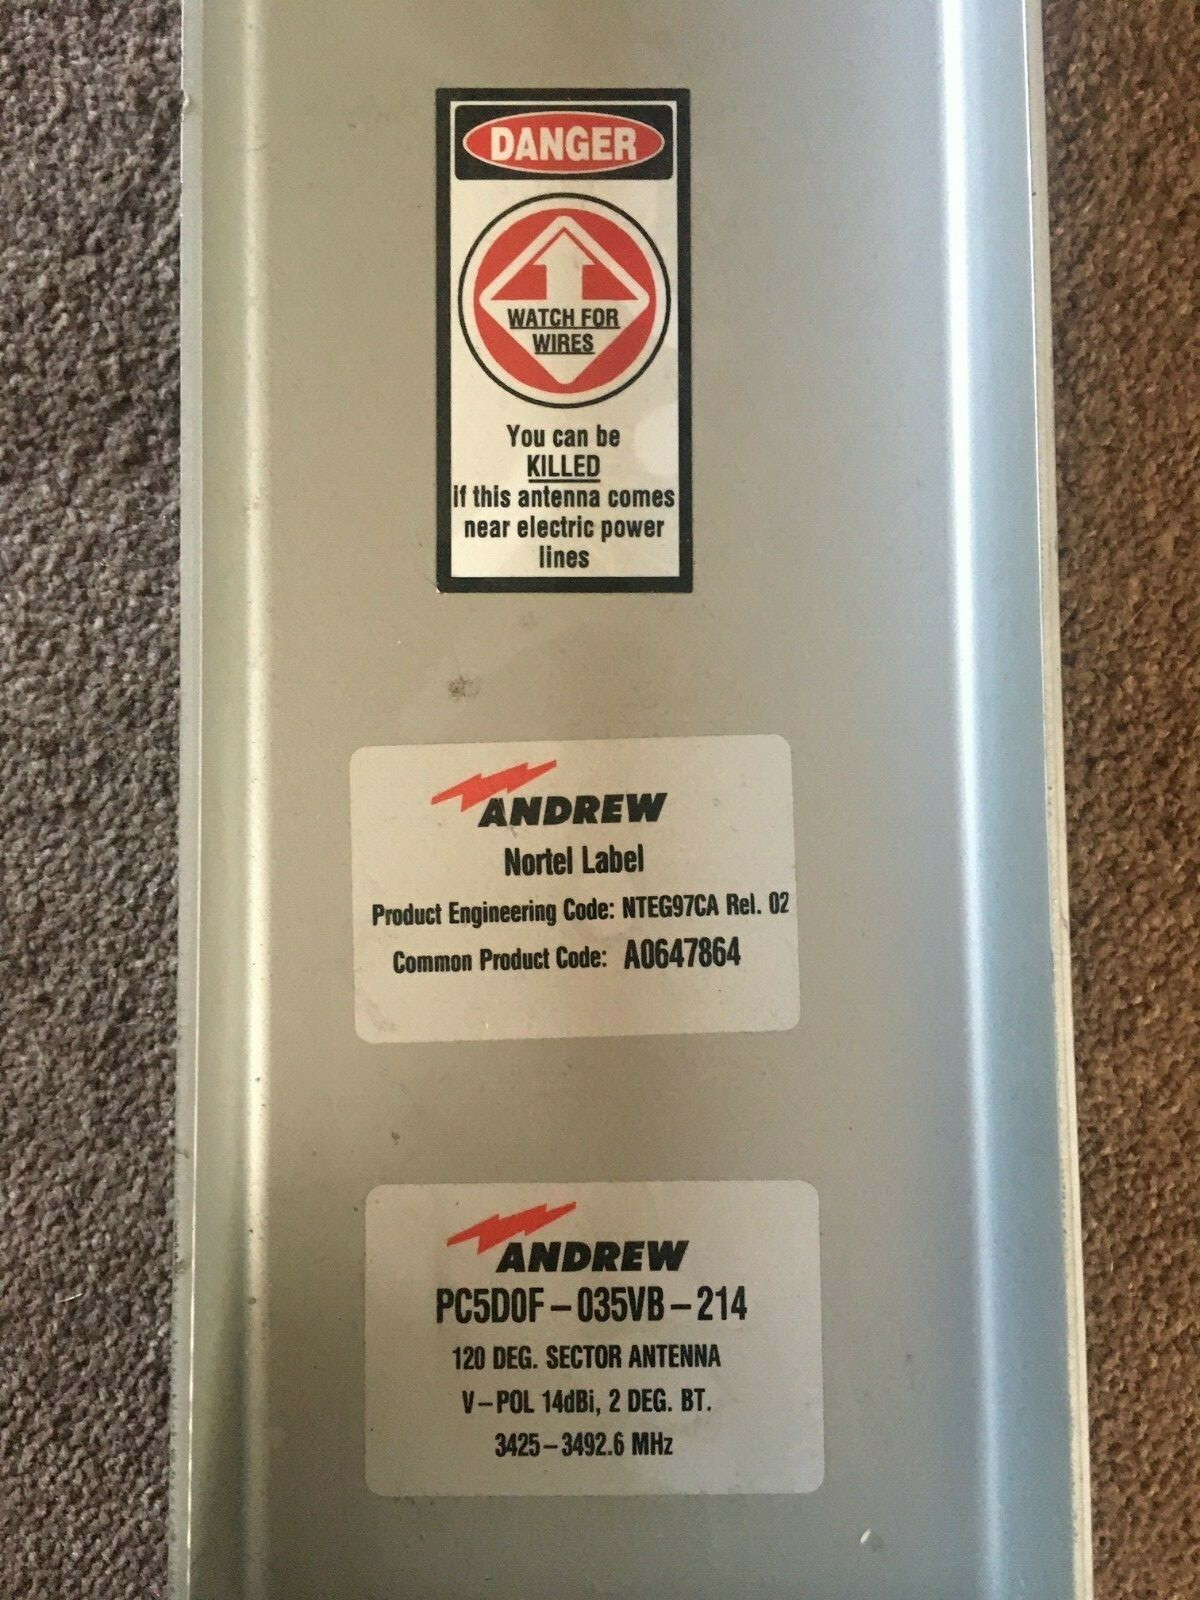 DANGER
WATCH FOR
WIRES
You can be
KILLED
if this antenna comes
near electric power
lines
ANDREW
Nortel Label
Product Engineering Code: NTEG97CA Rel. 02
Common Product Code: A0647864
ANDREW
PC5D0F-035VB-214
120 DEG. SECTOR ANTENNA
V-POL 14dBi, 2 DEG. BT.
3425-3492.6 MHz